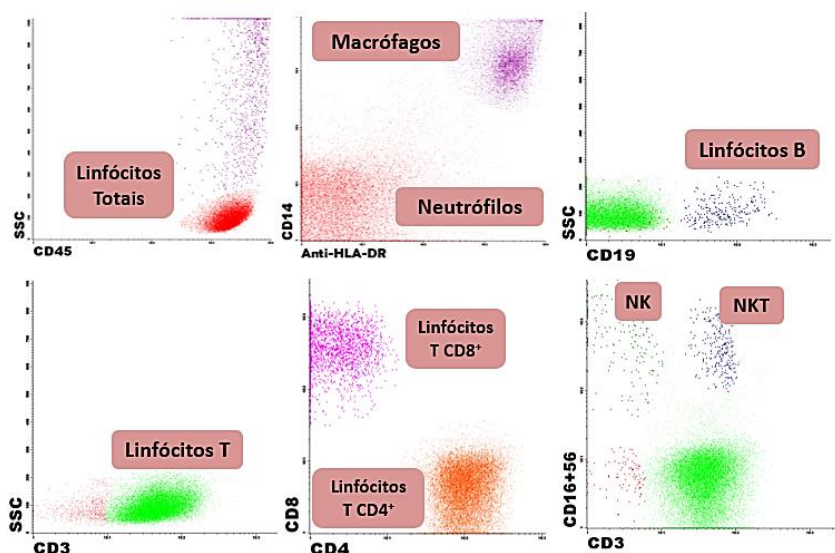 SSC
Linfócitos
Totais
CD45
Macrófagos
CD14
Neutrófilos
Anti-HLA-DR
SSC
Linfócitos B
CD19
SSC
Linfócitos T
CD3
CD8
Linfócitos
T CD8⁺
Linfócitos
T CD4⁺
CD4
NK
NKT
CD16+56
CD3